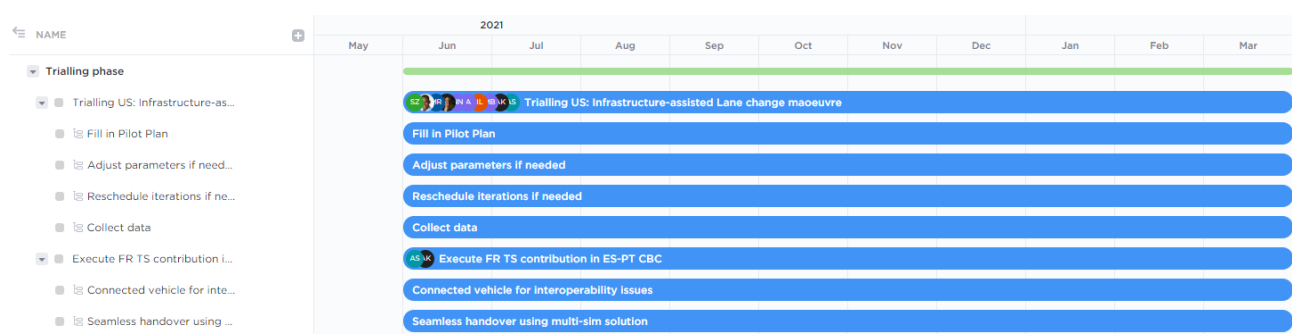 2021
NAME
May Jun Jul Aug Sep Oct Nov Dec Jan Feb Mar
Trialling phase
Trialling US: Infrastructure-as... SZ Trialling US: Infrastructure-assisted Lane change maoeuvre
Fill in Pilot Plan Fill in Pilot Plan
Adjust parameters if need... Adjust parameters if needed
Reschedule iterations if ne... Reschedule iterations if needed
Collect data Collect data
Execute FR TS contribution i... AS Execute FR TS contribution in ES-PT CBC
Connected vehicle for inte... Connected vehicle for interoperability issues
Seamless handover using ... Seamless handover using multi-sim solution